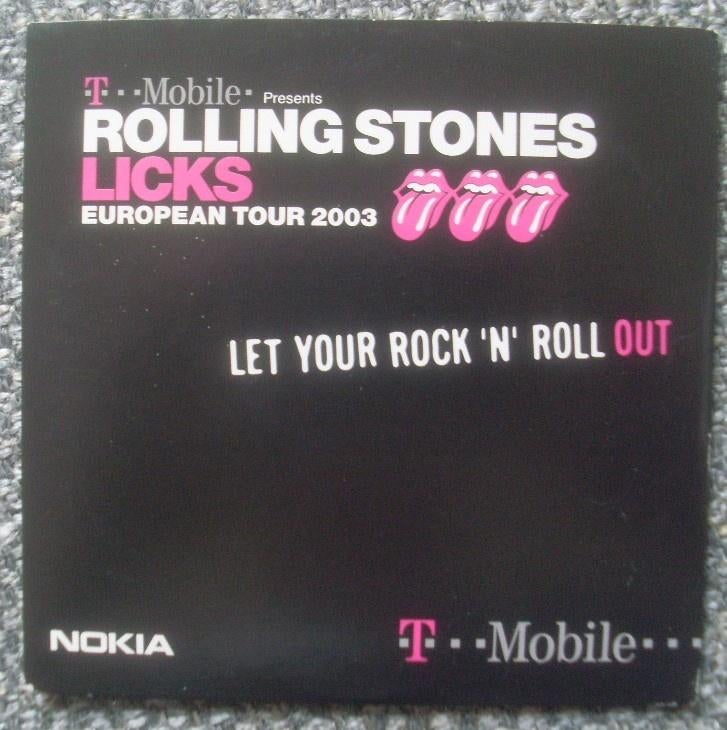 T··Mobile· Presents
ROLLING STONES
LICKS
EUROPEAN TOUR 2003
LET YOUR ROCK 'N' ROLL OUT
NOKIA
T··Mobile···